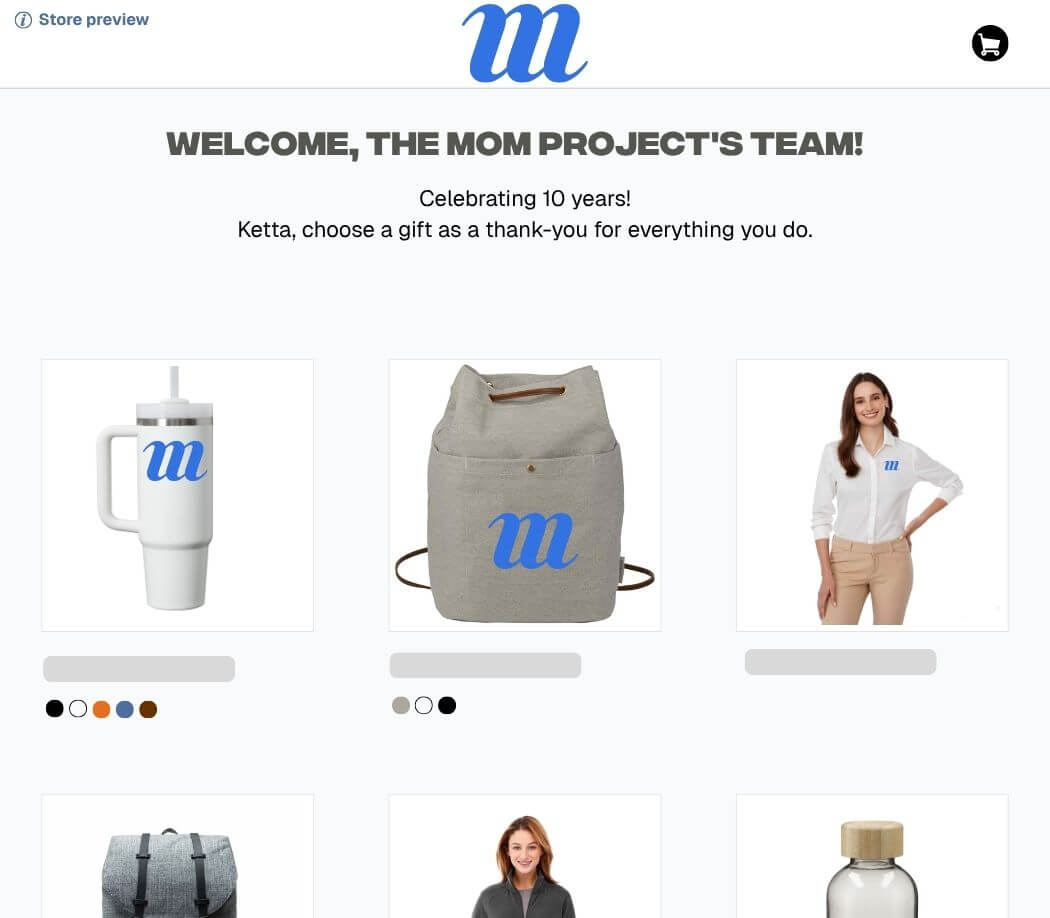 Store preview
m
WELCOME, THE MOM PROJECT'S TEAM!
Celebrating 10 years!
Ketta, choose a gift as a thank-you for everything you do.
m
m
m